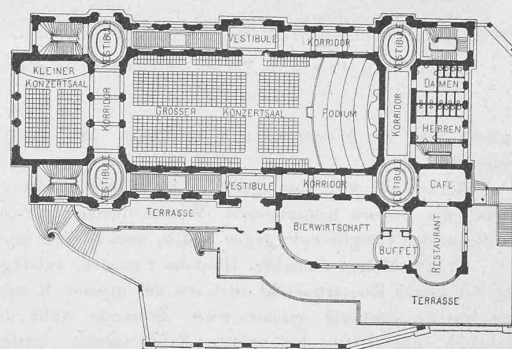 VESTIBULE
VESTIBULE
KORRIDOR
VESTIBULE
KLEINER
KONZERTSAAL
KORRIDOR
GROSSER KONZERTSAAL
PODIUM
KORRIDOR
DAMEN
HERREN
VESTIBULE
VESTIBULE
KORRIDOR
VESTIBULE
CAFE
TERRASSE
BIERWIRTSCHAFT
BUFFET
RESTAURANT
TERRASSE